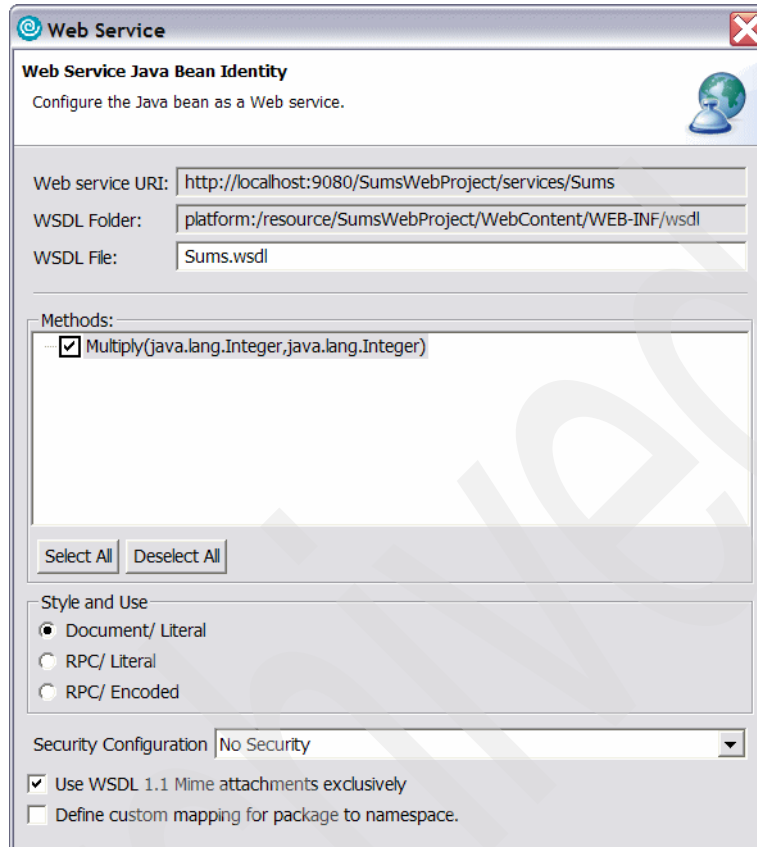 Web Service
Web Service Java Bean Identity
Configure the Java bean as a Web service.
Web service URI: http://localhost:9080/SumsWebProject/services/Sums
WSDL Folder: platform:/resource/SumsWebProject/WebContent/WEB-INF/wsdl
WSDL File: Sums.wsdl
Methods:
Multiply(java.lang.Integer,java.lang.Integer)
Select All Deselect All
Style and Use
Document/ Literal
RPC/ Literal
RPC/ Encoded
Security Configuration No Security
Use WSDL 1.1 Mime attachments exclusively
Define custom mapping for package to namespace.